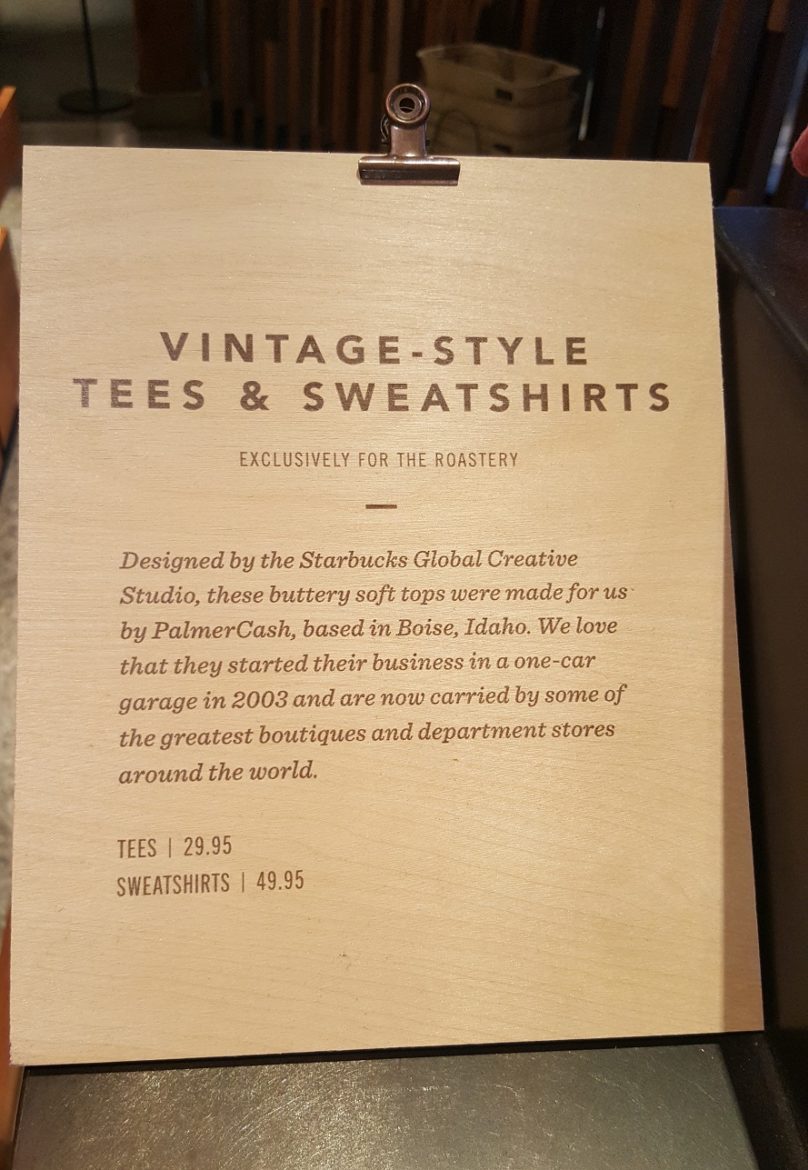 VINTAGE-STYLE
TEES & SWEATSHIRTS
EXCLUSIVELY FOR THE ROASTERY
Designed by the Starbucks Global Creative
Studio, these buttery soft tops were made for us
by PalmerCash, based in Boise, Idaho. We love
that they started their business in a one-car
garage in 2003 and are now carried by some of
the greatest boutiques and department stores
around the world.
TEES | 29.95
SWEATSHIRTS | 49.95